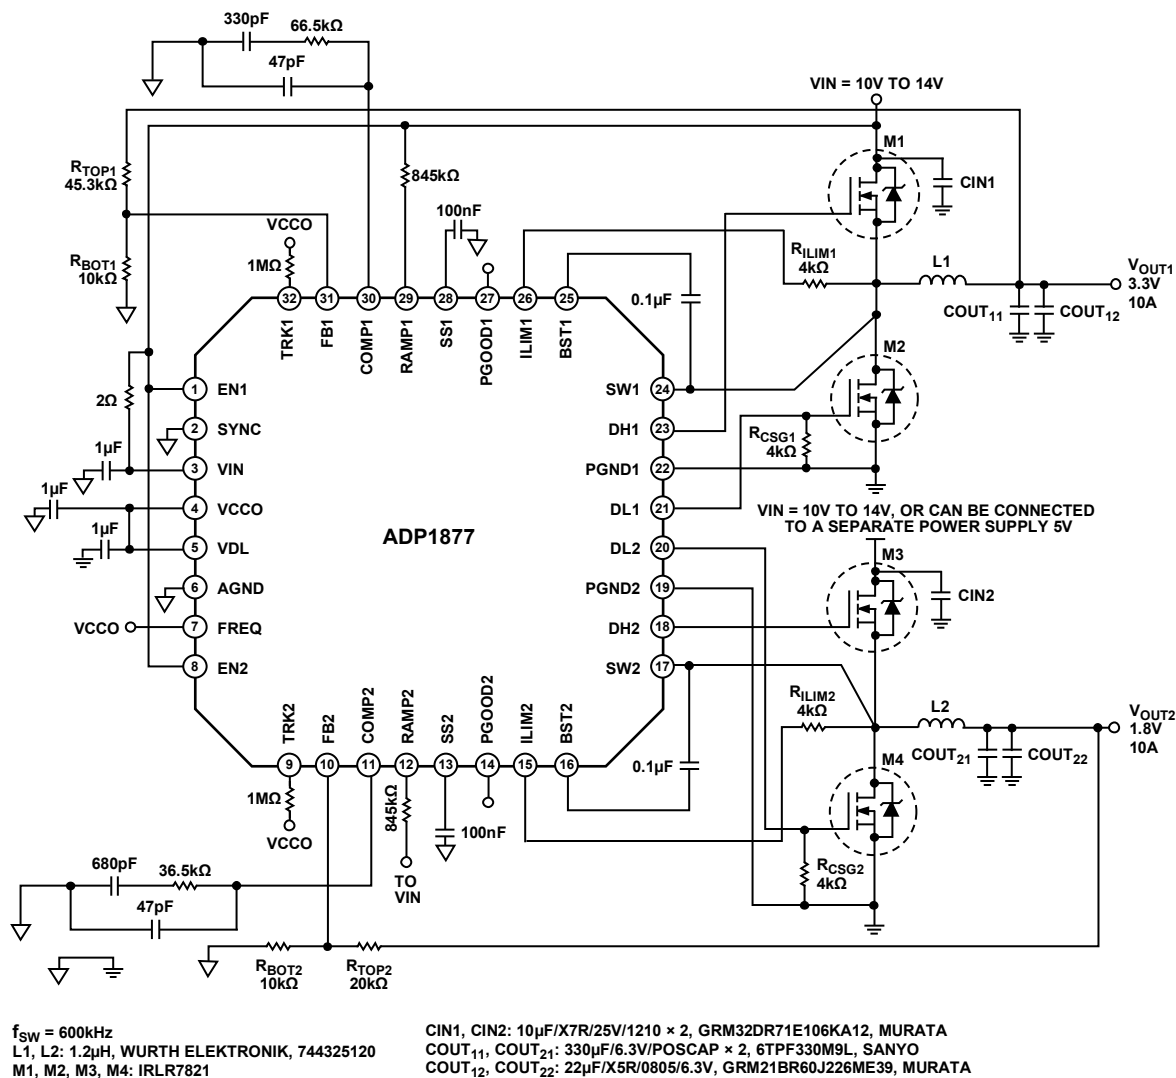 330pF
66.5kΩ
47pF
VIN = 10V TO 14V
M1
RTOP1
45.3kΩ
845kΩ
CIN1
100nF
VCCO
RBOT1
10kΩ
1MΩ
RILIM1
4kΩ
L1
VOUT1
3.3V
10A
0.1µF
COUT11
COUT12
32
31
30
29
28
27
26
25
TRK1
FB1
COMP1
RAMP1
SS1
PGOOD1
ILIM1
BST1
M2
1
EN1
SW1
24
2Ω
2
SYNC
DH1
23
RCSG1
4kΩ
1µF
3
VIN
PGND1
22
1µF
4
VCCO
DL1
21
VIN = 10V TO 14V, OR CAN BE CONNECTED
TO A SEPARATE POWER SUPPLY 5V
1µF
ADP1877
5
VDL
DL2
20
M3
6
AGND
PGND2
19
CIN2
VCCO
7
FREQ
DH2
18
8
EN2
SW2
17
TRK2
FB2
COMP2
RAMP2
SS2
PGOOD2
ILIM2
BST2
RILIM2
4kΩ
L2
VOUT2
1.8V
10A
9
10
11
12
13
14
15
16
0.1µF
M4
COUT21
COUT22
1MΩ
845kΩ
VCCO
100nF
RCSG2
4kΩ
680pF
36.5kΩ
TO
VIN
47pF
RBOT2
10kΩ
RTOP2
20kΩ
fSW = 600kHz
L1, L2: 1.2µH, WURTH ELEKTRONIK, 744325120
M1, M2, M3, M4: IRLR7821
CIN1, CIN2: 10µF/X7R/25V/1210 × 2, GRM32DR71E106KA12, MURATA
COUT11, COUT21: 330µF/6.3V/POSCAP × 2, 6TPF330M9L, SANYO
COUT12, COUT22: 22µF/X5R/0805/6.3V, GRM21BR60J226ME39, MURATA